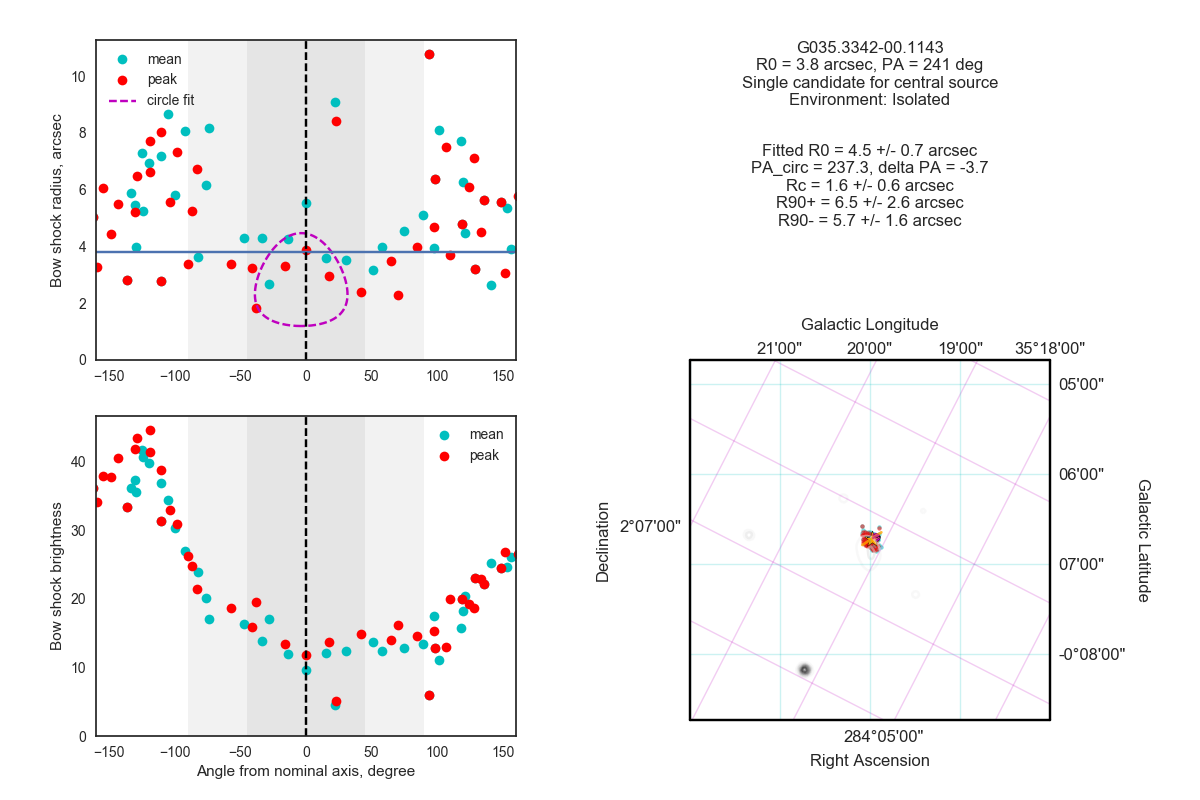 mean
peak
circle fit
Bow shock radius, arcsec
10
8
6
4
2
0
−150
−100
−50
0
50
100
150
mean
peak
Bow shock brightness
40
30
20
10
0
−150
−100
−50
0
50
100
150
Angle from nominal axis, degree
G035.3342-00.1143
R0 = 3.8 arcsec, PA = 241 deg
Single candidate for central source
Environment: Isolated
Fitted R0 = 4.5 +/- 0.7 arcsec
PA_circ = 237.3, delta PA = -3.7
Rc = 1.6 +/- 0.6 arcsec
R90+ = 6.5 +/- 2.6 arcsec
R90- = 5.7 +/- 1.6 arcsec
Galactic Longitude
21'00"
20'00"
19'00"
35°18'00"
05'00"
06'00"
07'00"
-0°08'00"
Galactic Latitude
2°07'00"
Declination
284°05'00"
Right Ascension